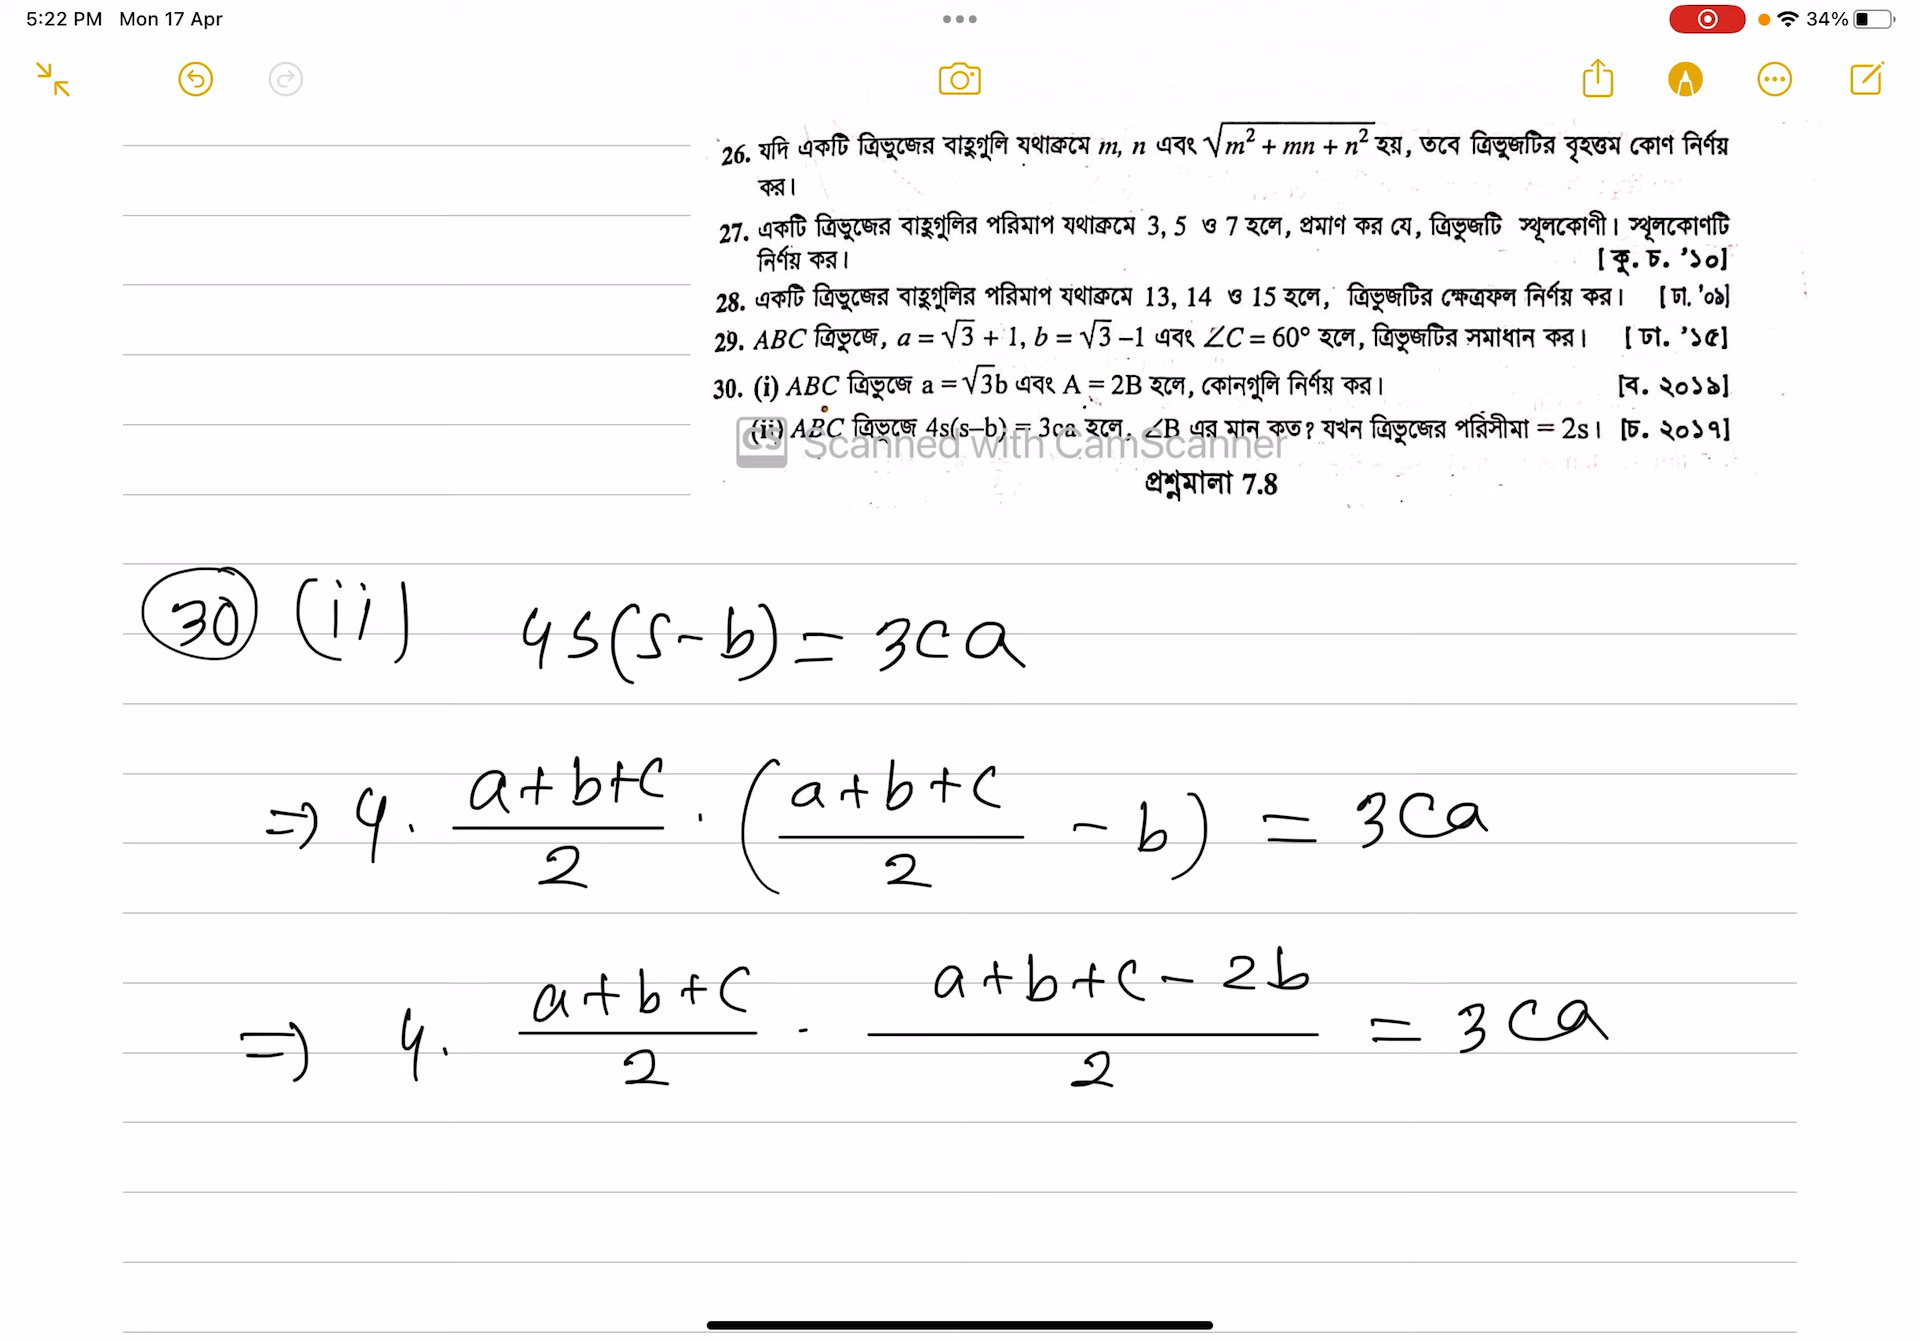 5:22 PM Mon 17 Apr
34%
26. যদি একটি ত্রিভুজের বাহুগুলি যথাক্রমে m, n এবং √m² + mn + n² হয়, তবে ত্রিভুজটির বৃহত্তম কোণ নির্ণয়
কর।
27. একটি ত্রিভুজের বাহুগুলির পরিমাপ যথাক্রমে 3, 5 ও 7 হলে, প্রমাণ কর যে, ত্রিভুজটি স্থূলকোণী। স্থূলকোণটি
নির্ণয় কর। [কু. চ. '১০]
28. একটি ত্রিভুজের বাহুগুলির পরিমাপ যথাক্রমে 13, 14 ও 15 হলে, ত্রিভুজটির ক্ষেত্রফল নির্ণয় কর। [ঢা. '০৯]
29. ABC ত্রিভুজে, a = √3 + 1, b = √3 –1 এবং ∠C = 60° হলে, ত্রিভুজটির সমাধান কর। [ঢা. '১৫]
30. (i) ABC ত্রিভুজে a = √3b এবং A = 2B হলে, কোনগুলি নির্ণয় কর। [ব. ২০১৯]
(ii) ABC ত্রিভুজে 4s(s–b) = 3ca হলে, ∠B এর মান কত? যখন ত্রিভুজের পরিসীমা = 2s। [চ. ২০১৭]
CS Scanned with CamScanner
প্রশ্নমালা 7.8
30 (ii) 4s(s-b) = 3ca
=> 4. a+b+c/2 . (a+b+c/2 - b) = 3ca
=> 4. a+b+c/2 . a+b+c-2b/2 = 3ca